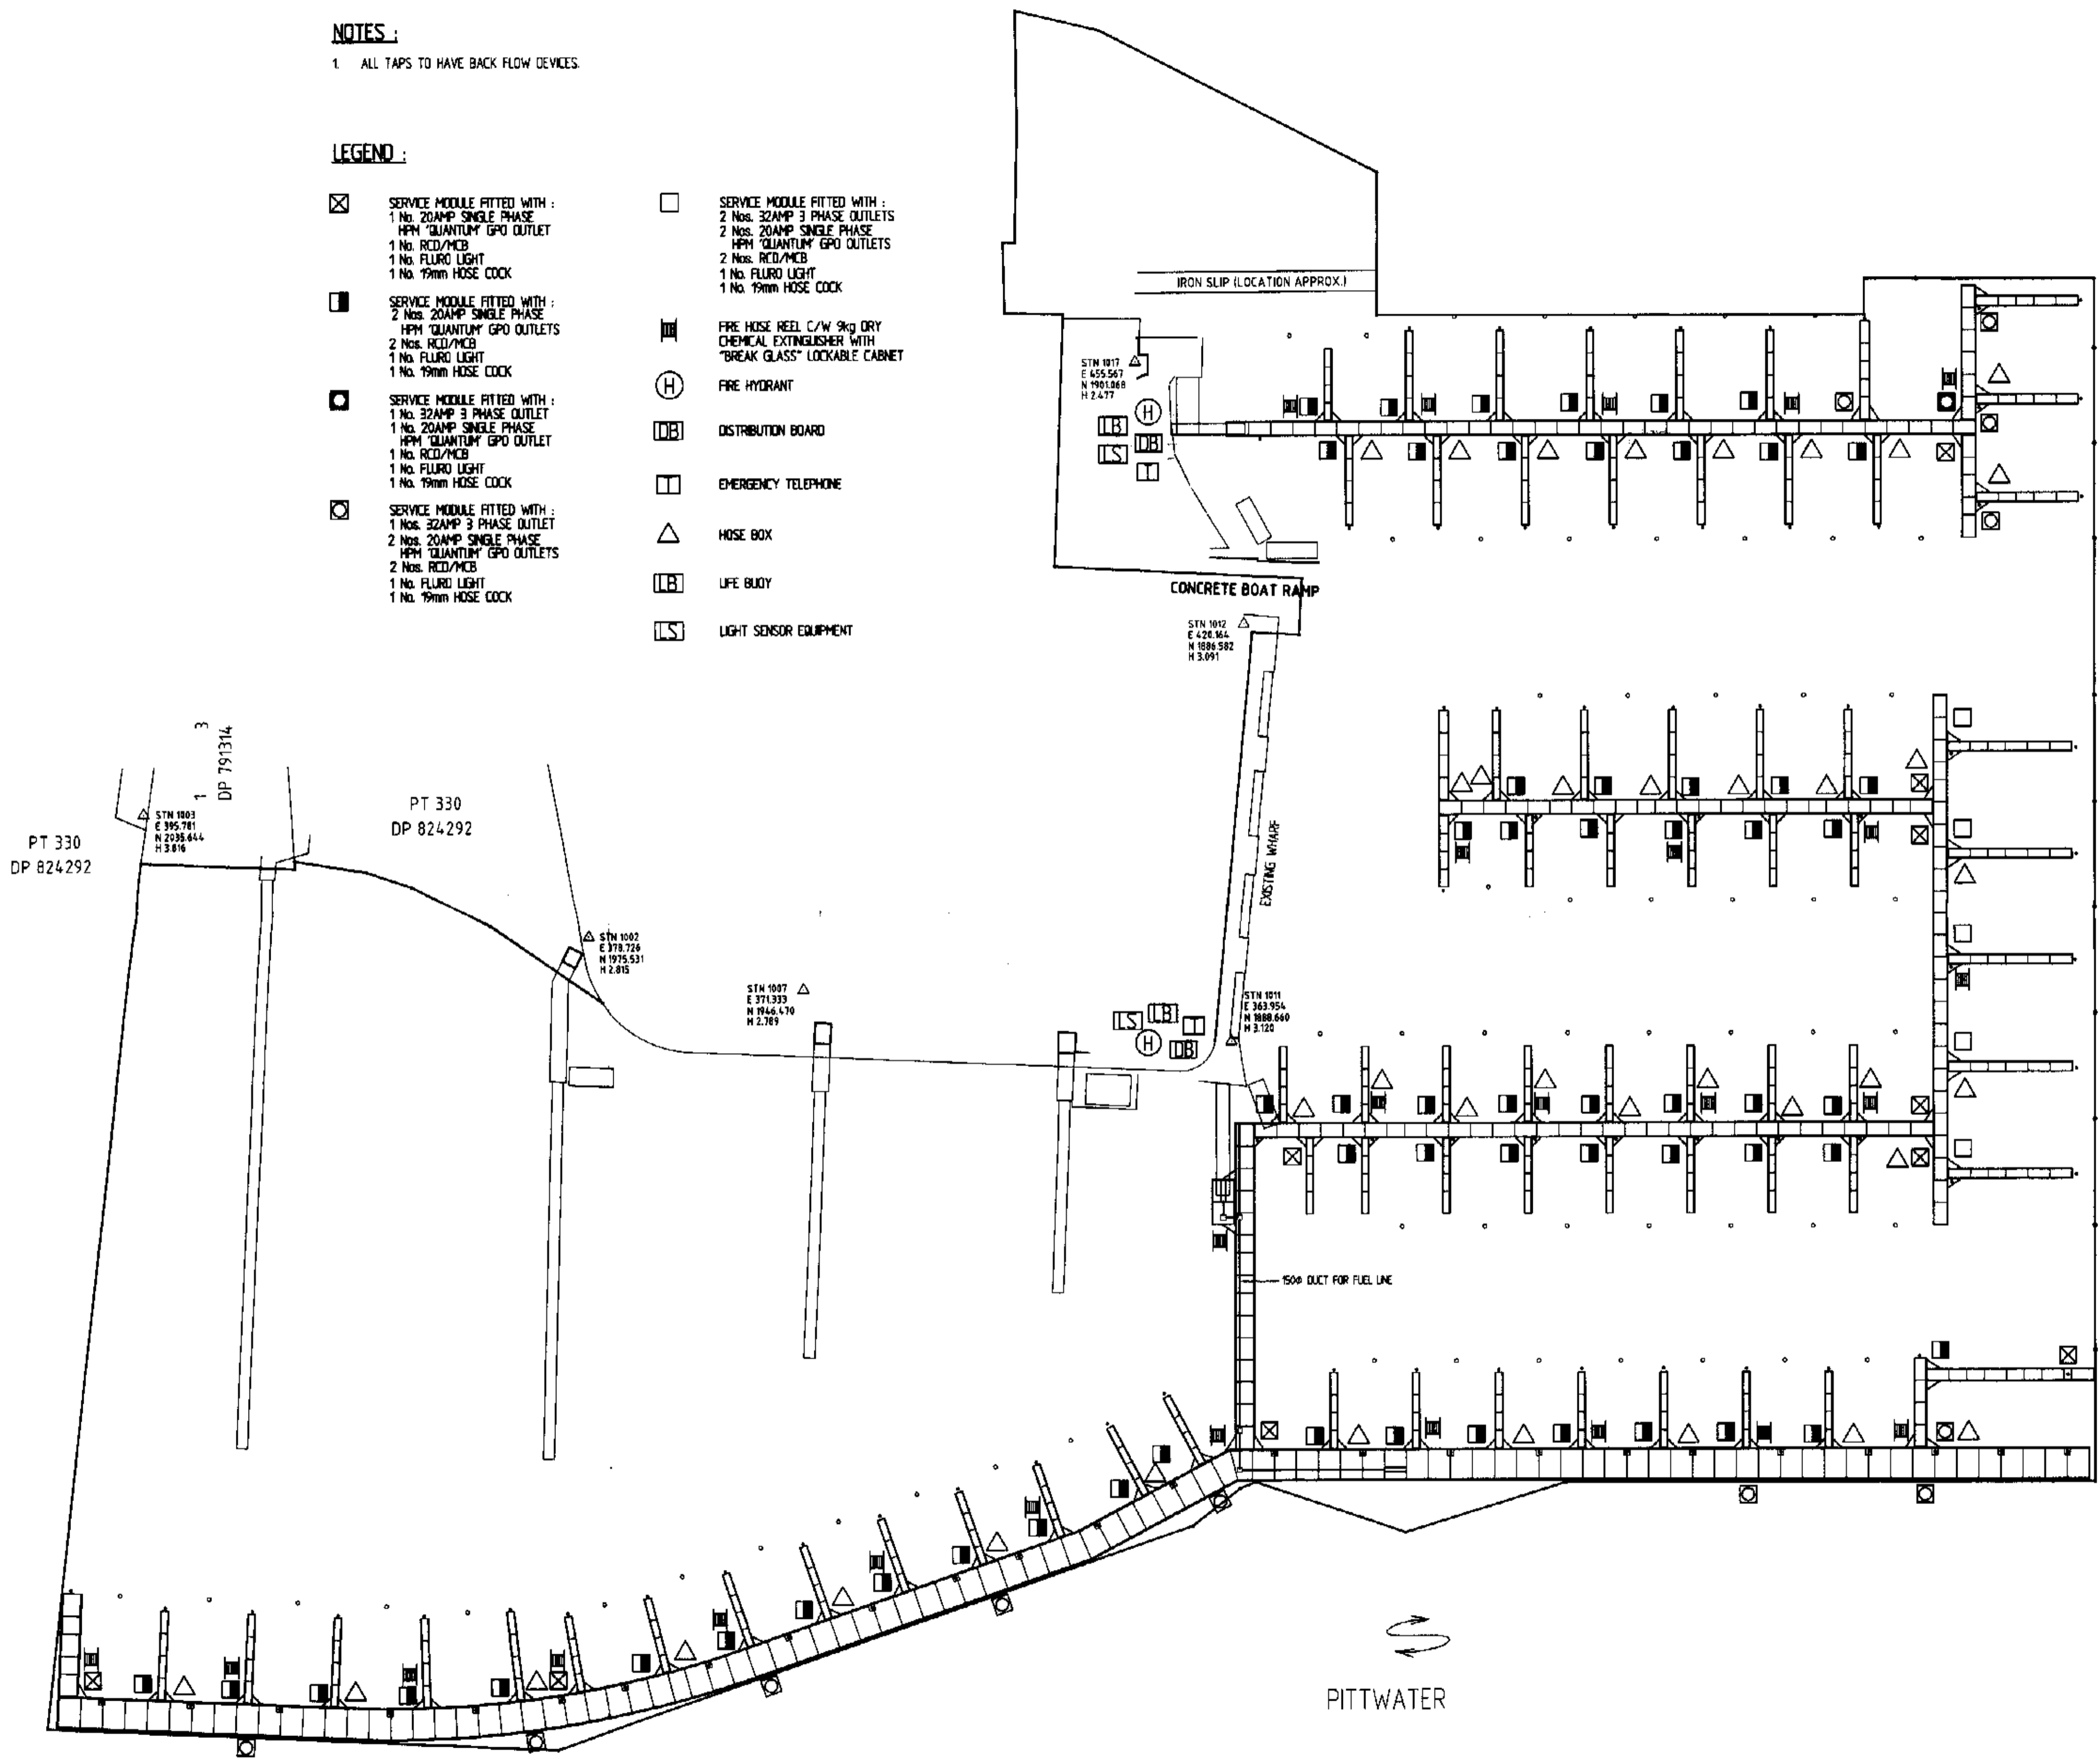 NOTES :
1. ALL TAPS TO HAVE BACK FLOW DEVICES.
LEGEND :
SERVICE MODULE FITTED WITH :
1 No. 20AMP SINGLE PHASE
HPM 'QUANTUM' GPO OUTLET
1 No. RCD/MCB
1 No. FLURO LIGHT
1 No. 19mm HOSE COCK
SERVICE MODULE FITTED WITH :
2 Nos. 20AMP SINGLE PHASE
HPM 'QUANTUM' GPO OUTLETS
2 Nos. RCD/MCB
1 No. FLURO LIGHT
1 No. 19mm HOSE COCK
SERVICE MODULE FITTED WITH :
1 No. 32AMP 3 PHASE OUTLET
1 No. 20AMP SINGLE PHASE
HPM 'QUANTUM' GPO OUTLET
1 No. RCD/MCB
1 No. FLURO LIGHT
1 No. 19mm HOSE COCK
SERVICE MODULE FITTED WITH :
1 Nos. 32AMP 3 PHASE OUTLET
2 Nos. 20AMP SINGLE PHASE
HPM 'QUANTUM' GPO OUTLETS
2 Nos. RCD/MCB
1 No. FLURO LIGHT
1 No. 19mm HOSE COCK
SERVICE MODULE FITTED WITH :
2 Nos. 32AMP 3 PHASE OUTLETS
2 Nos. 20AMP SINGLE PHASE
HPM 'QUANTUM' GPO OUTLETS
2 Nos. RCD/MCB
1 No. FLURO LIGHT
1 No. 19mm HOSE COCK
FIRE HOSE REEL C/W 9kg DRY
CHEMICAL EXTINGUISHER WITH
"BREAK GLASS" LOCKABLE CABNET
H FIRE HYDRANT
DB DISTRIBUTION BOARD
T EMERGENCY TELEPHONE
HOSE BOX
LB LIFE BUOY
LS LIGHT SENSOR EQUIPMENT
IRON SLIP (LOCATION APPROX.)
STN 1017
E 455.567
N 1901.068
H 2.477
H
LB
DB
LS
T
CONCRETE BOAT RAMP
STN 1012
E 420.164
N 1886.582
H 3.091
EXISTING WHARF
1 3
DP 791314
PT 330
DP 824292
STN 1003
E 395.781
N 2035.644
H 3.616
PT 330
DP 824292
STN 1002
E 378.726
N 1975.531
H 2.815
STN 1007
E 371.333
N 1946.470
H 2.789
LS
LB
T
H
DB
STN 1011
E 363.954
N 1888.660
H 3.120
150Ø DUCT FOR FUEL LINE
PITTWATER